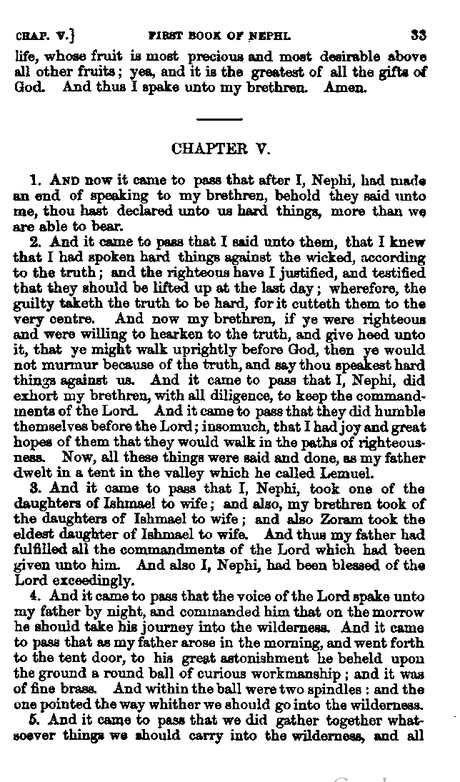 CHAP. V.] FIRST BOOK OF NEPHI. 33
life, whose fruit is most precious and most desirable above
all other fruits; yea, and it is the greatest of all the gifts of
God. And thus I spake unto my brethren. Amen.
CHAPTER V.
1. AND now it came to pass that after I, Nephi, had made
an end of speaking to my brethren, behold they said unto
me, thou hast declared unto us hard things, more than we
are able to bear.
2. And it came to pass that I said unto them, that I knew
that I had spoken hard things against the wicked, according
to the truth; and the righteous have I justified, and testified
that they should be lifted up at the last day; wherefore, the
guilty taketh the truth to be hard, for it cutteth them to the
very centre. And now my brethren, if ye were righteous
and were willing to hearken to the truth, and give heed unto
it, that ye might walk uprightly before God, then ye would
not murmur because of the truth, and say thou speakest hard
things against us. And it came to pass that I, Nephi, did
exhort my brethren, with all diligence, to keep the command-
ments of the Lord. And it came to pass that they did humble
themselves before the Lord; insomuch, that I had joy and great
hopes of them that they would walk in the paths of righteous-
ness. Now, all these things were said and done, as my father
dwelt in a tent in the valley which he called Lemuel.
3. And it came to pass that I, Nephi, took one of the
daughters of Ishmael to wife; and also, my brethren took of
the daughters of Ishmael to wife; and also Zoram took the
eldest daughter of Ishmael to wife. And thus my father had
fulfilled all the commandments of the Lord which had been
given unto him. And also I, Nephi, had been blessed of the
Lord exceedingly.
4. And it came to pass that the voice of the Lord spake unto
my father by night, and commanded him that on the morrow
he should take his journey into the wilderness. And it came
to pass that as my father arose in the morning, and went forth
to the tent door, to his great astonishment he beheld upon
the ground a round ball of curious workmanship; and it was
of fine brass. And within the ball were two spindles: and the
one pointed the way whither we should go into the wilderness.
5. And it came to pass that we did gather together what-
soever things we should carry into the wilderness, and all